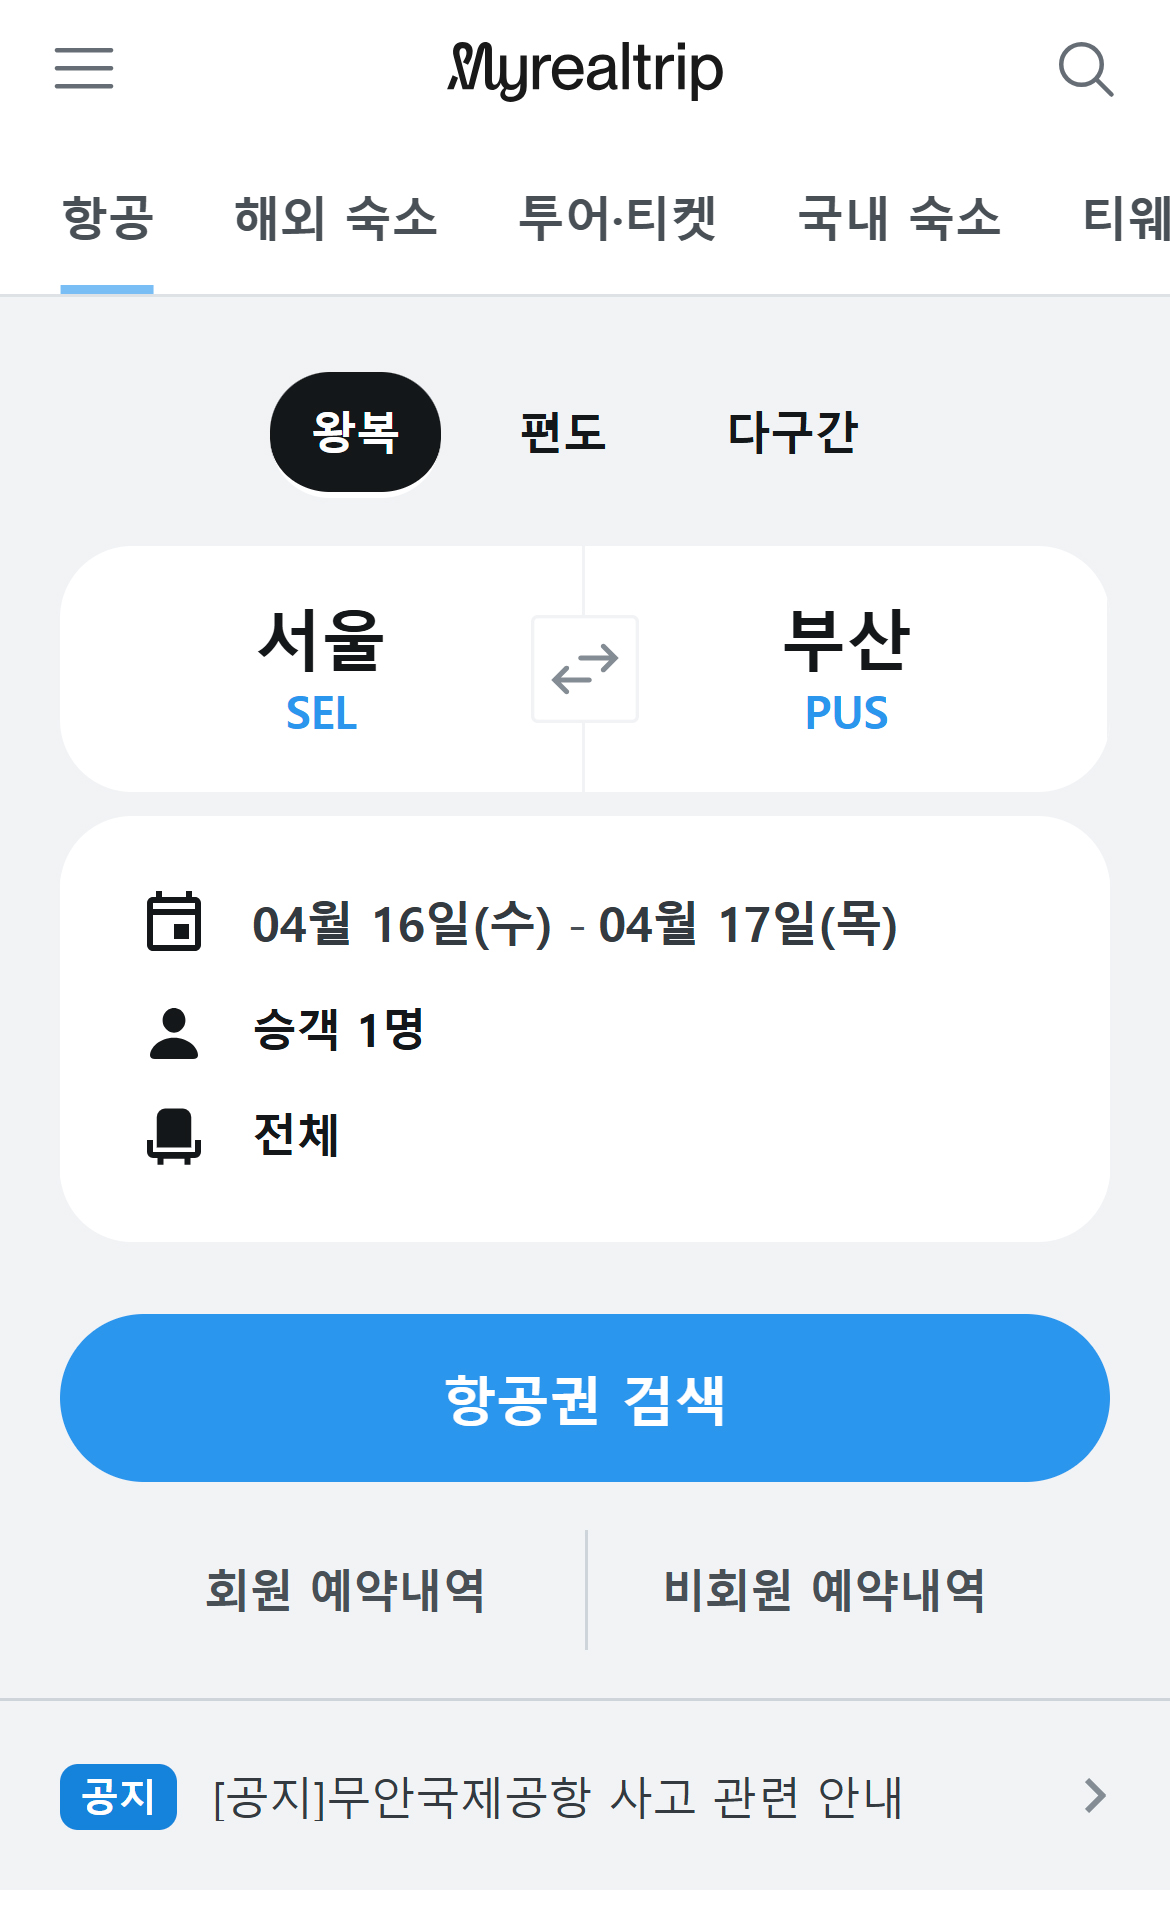 Myrealtrip
항공 해외 숙소 투어·티켓 국내 숙소 티웨
왕복 편도 다구간
서울 부산
SEL PUS
04월 16일(수) - 04월 17일(목)
승객 1명
전체
항공권 검색
회원 예약내역 비회원 예약내역
공지 [공지]무안국제공항 사고 관련 안내